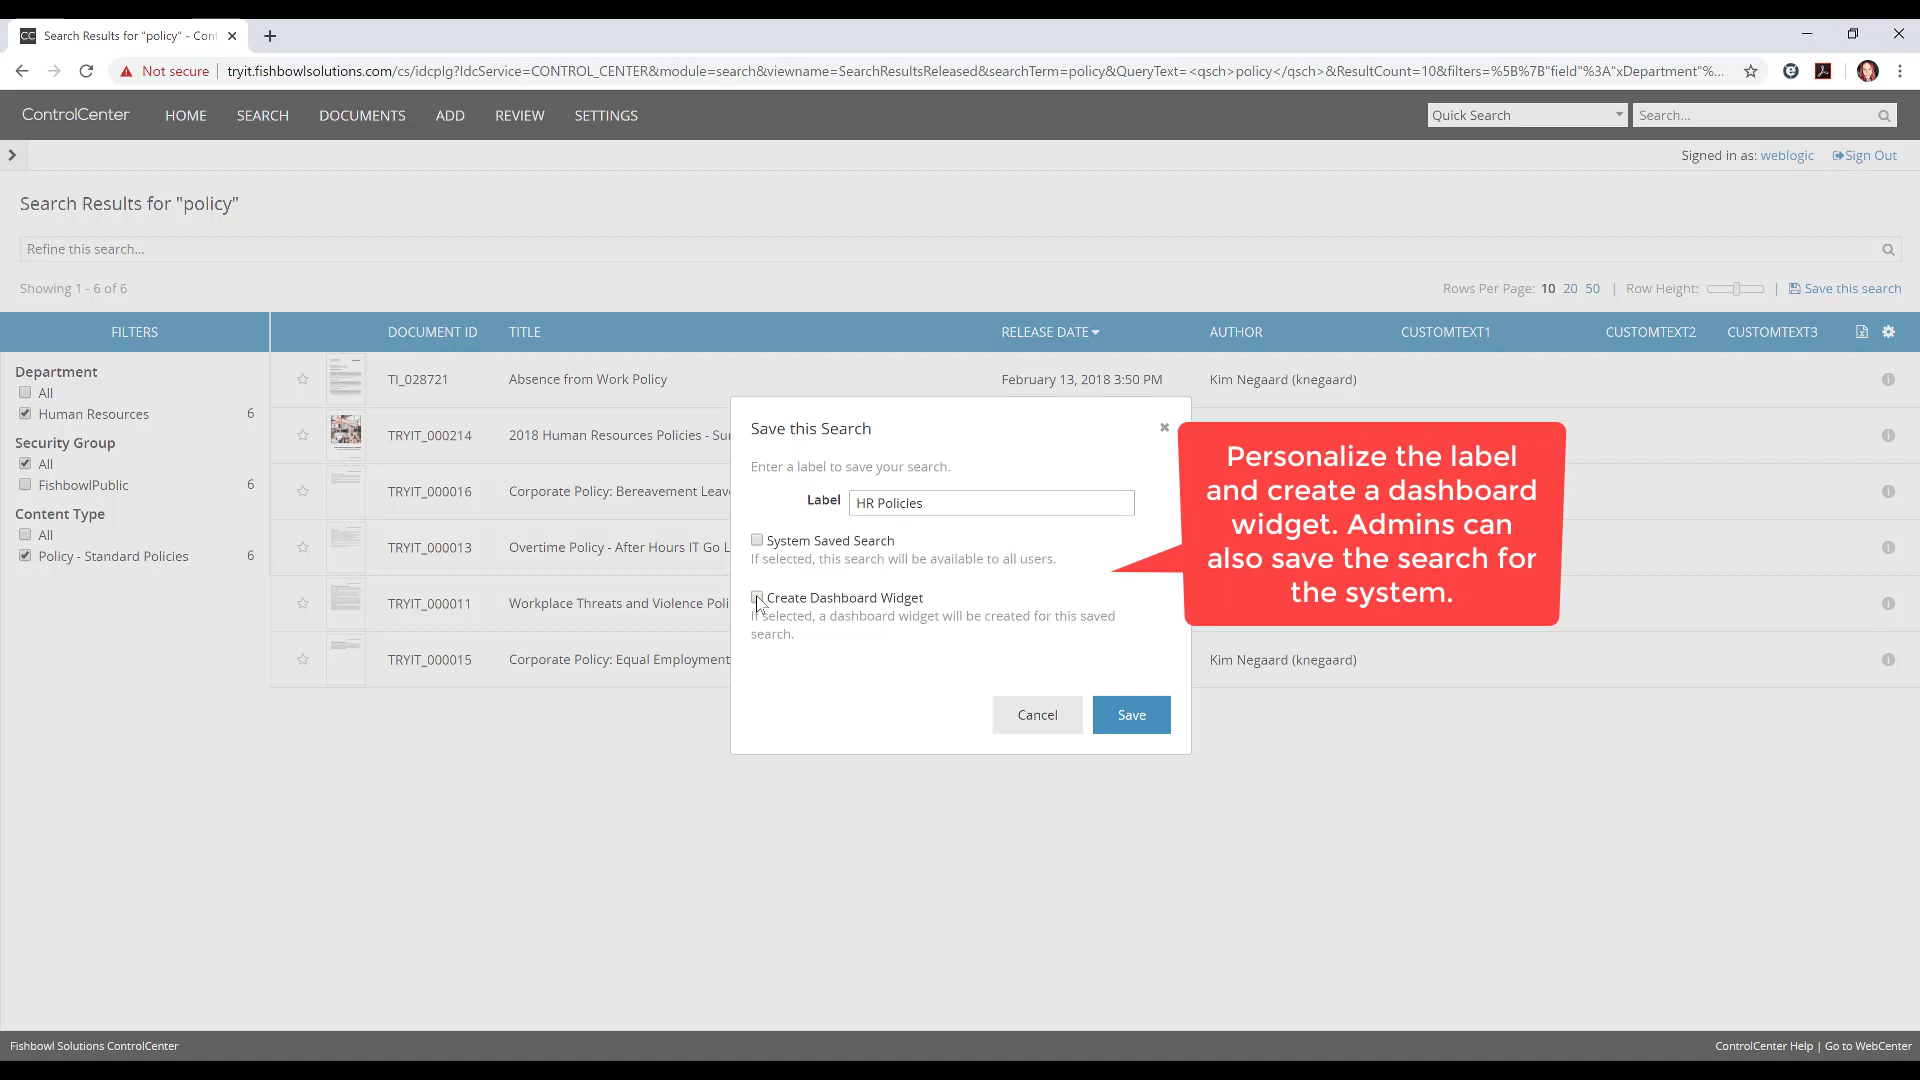 Search Results for "policy" - Con
Not secure
tryit.fishbowlsolutions.com/cs/idcplg?IdcService=CONTROL_CENTER&module=search&viewname=SearchResultsReleased&searchTerm=policy&QueryText=<qsch>policy</qsch>&ResultCount=10&filters=%5B%7B"field"%3A"xDepartment"%...
ControlCenter HOME SEARCH DOCUMENTS ADD REVIEW SETTINGS Quick Search Search...
Signed in as: weblogic Sign Out
Search Results for "policy"
Refine this search...
Showing 1 - 6 of 6 Rows Per Page: 10 20 50 | Row Height: | Save this search
FILTERS DOCUMENT ID TITLE RELEASE DATE AUTHOR CUSTOMTEXT1 CUSTOMTEXT2 CUSTOMTEXT3
Department
All
Human Resources 6
Security Group
All
FishbowlPublic 6
Content Type
All
Policy - Standard Policies 6
TI_028721 Absence from Work Policy February 13, 2018 3:50 PM Kim Negaard (knegaard)
TRYIT_000214 2018 Human Resources Policies - Su
TRYIT_000016 Corporate Policy: Bereavement Leav
TRYIT_000013 Overtime Policy - After Hours IT Go L
TRYIT_000011 Workplace Threats and Violence Poli
TRYIT_000015 Corporate Policy: Equal Employment Kim Negaard (knegaard)
Save this Search
Enter a label to save your search.
Label HR Policies
System Saved Search
If selected, this search will be available to all users.
Create Dashboard Widget
If selected, a dashboard widget will be created for this saved
search.
Cancel Save
Personalize the label
and create a dashboard
widget. Admins can
also save the search for
the system.
Fishbowl Solutions ControlCenter ControlCenter Help | Go to WebCenter